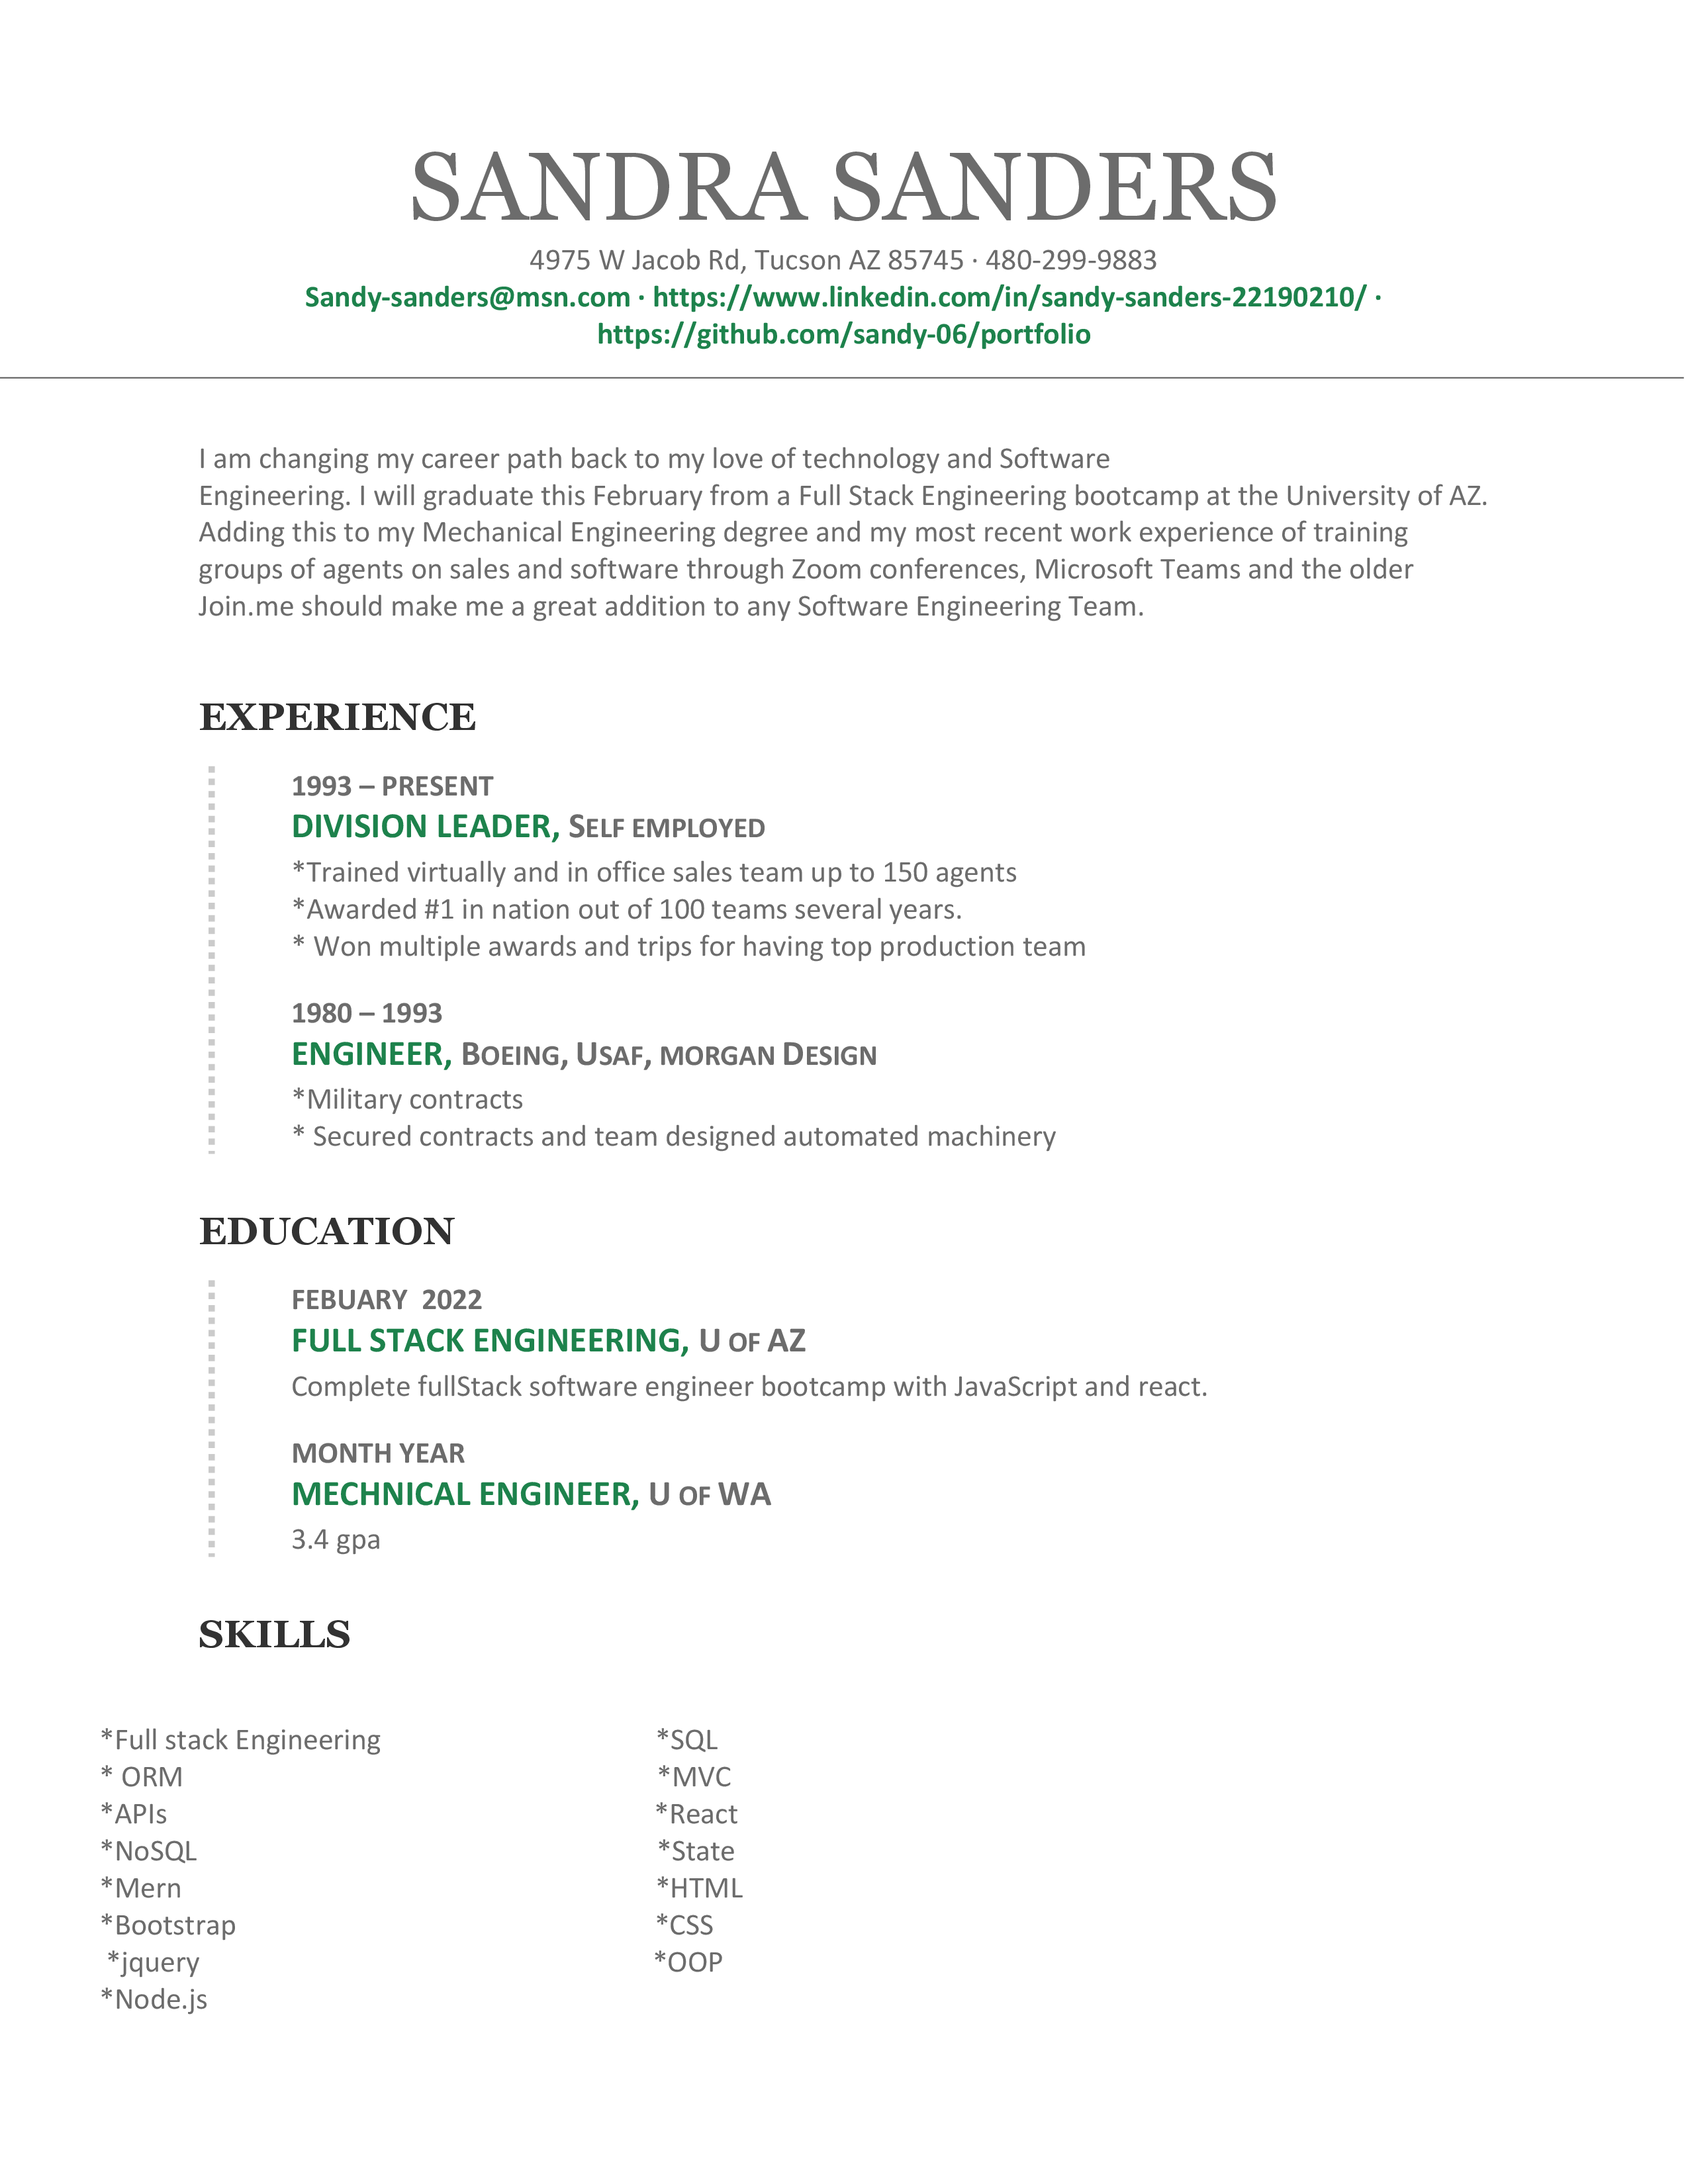 SANDRA SANDERS
4975 W Jacob Rd, Tucson AZ 85745 · 480-299-9883
Sandy-sanders@msn.com · https://www.linkedin.com/in/sandy-sanders-22190210/ ·
https://github.com/sandy-06/portfolio
I am changing my career path back to my love of technology and Software
Engineering. I will graduate this February from a Full Stack Engineering bootcamp at the University of AZ.
Adding this to my Mechanical Engineering degree and my most recent work experience of training
groups of agents on sales and software through Zoom conferences, Microsoft Teams and the older
Join.me should make me a great addition to any Software Engineering Team.
EXPERIENCE
1993 – PRESENT
DIVISION LEADER, SELF EMPLOYED
*Trained virtually and in office sales team up to 150 agents
*Awarded #1 in nation out of 100 teams several years.
* Won multiple awards and trips for having top production team
1980 – 1993
ENGINEER, BOEING, USAF, MORGAN DESIGN
*Military contracts
* Secured contracts and team designed automated machinery
EDUCATION
FEBUARY  2022
FULL STACK ENGINEERING, U OF AZ
Complete fullStack software engineer bootcamp with JavaScript and react.
MONTH YEAR
MECHNICAL ENGINEER, U OF WA
3.4 gpa
SKILLS
*Full stack Engineering
* ORM
*APIs
*NoSQL
*Mern
*Bootstrap
*jquery
*Node.js
*SQL
*MVC
*React
*State
*HTML
*CSS
*OOP